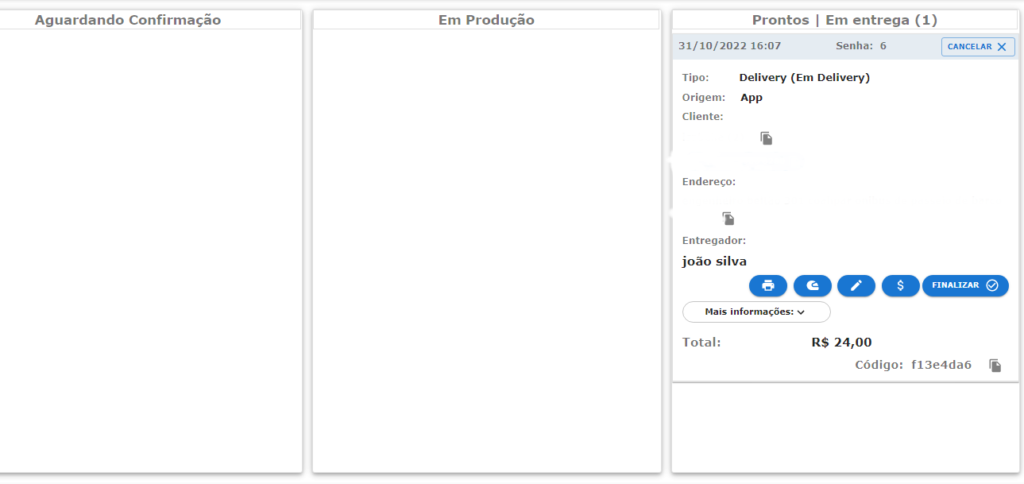 Aguardando Confirmação
Em Produção
Prontos | Em entrega (1)
31/10/2022 16:07 Senha: 6 CANCELAR
Tipo: Delivery (Em Delivery)
Origem: App
Cliente:
Endereço:
Entregador:
joão silva
FINALIZAR
Mais informações:
Total: R$ 24,00
Código: f13e4da6